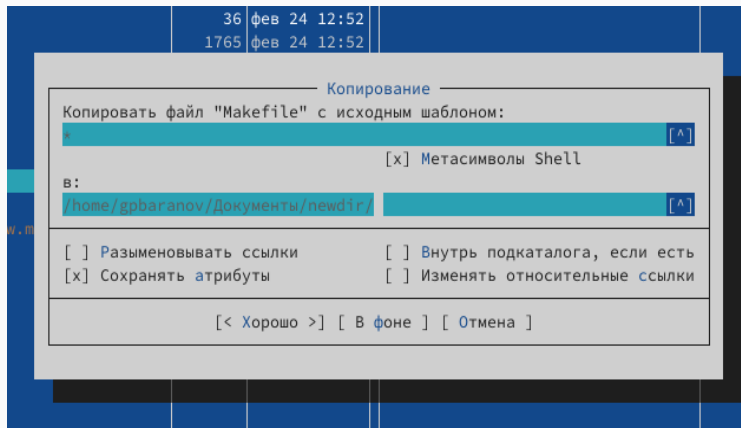 36 фев 24 12:52
1765 фев 24 12:52
Копирование
Копировать файл "Makefile" с исходным шаблоном:
* [^]
[x] Метасимволы Shell
в:
/home/gpbaranov/Документы/newdir/ [^]
w.m
[ ] Разыменовывать ссылки [ ] Внутрь подкаталога, если есть
[x] Сохранять атрибуты [ ] Изменять относительные ссылки
[< Хорошо >] [ В фоне ] [ Отмена ]